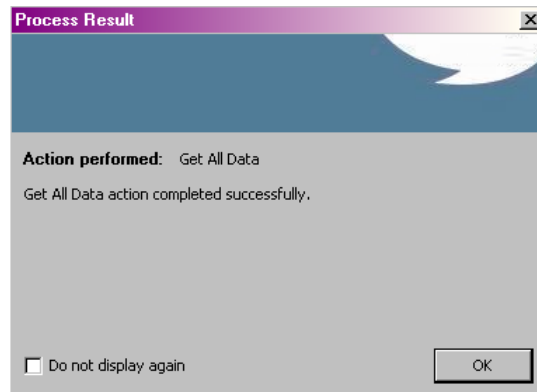 Process Result
Action performed: Get All Data
Get All Data action completed successfully.
Do not display again
OK